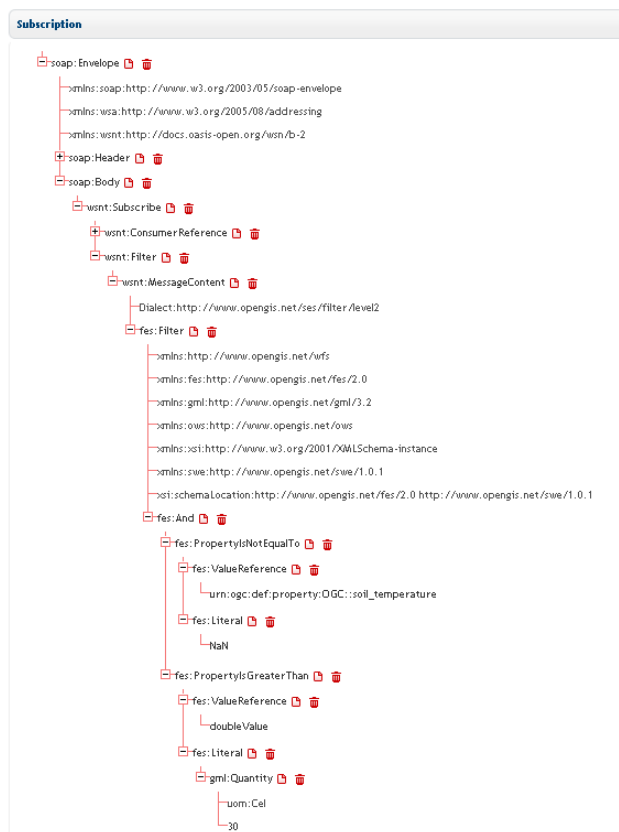 Subscription
soap:Envelope
xmlns:soap:http://www.w3.org/2003/05/soap-envelope
xmlns:wsa:http://www.w3.org/2005/08/addressing
xmlns:wsnt:http://docs.oasis-open.org/wsn/b-2
soap:Header
soap:Body
wsnt:Subscribe
wsnt:ConsumerReference
wsnt:Filter
wsnt:MessageContent
Dialect:http://www.opengis.net/ses/filter/level2
fes:Filter
xmlns:http://www.opengis.net/wfs
xmlns:fes:http://www.opengis.net/fes/2.0
xmlns:gml:http://www.opengis.net/gml/3.2
xmlns:ows:http://www.opengis.net/ows
xmlns:xsi:http://www.w3.org/2001/XMLSchema-instance
xmlns:swe:http://www.opengis.net/swe/1.0.1
xsi:schemaLocation:http://www.opengis.net/fes/2.0 http://www.opengis.net/swe/1.0.1
fes:And
fes:PropertyIsNotEqualTo
fes:ValueReference
urn:ogc:def:property:OGC::soil_temperature
fes:Literal
NaN
fes:PropertyIsGreaterThan
fes:ValueReference
doubleValue
fes:Literal
gml:Quantity
uom:Cel
30